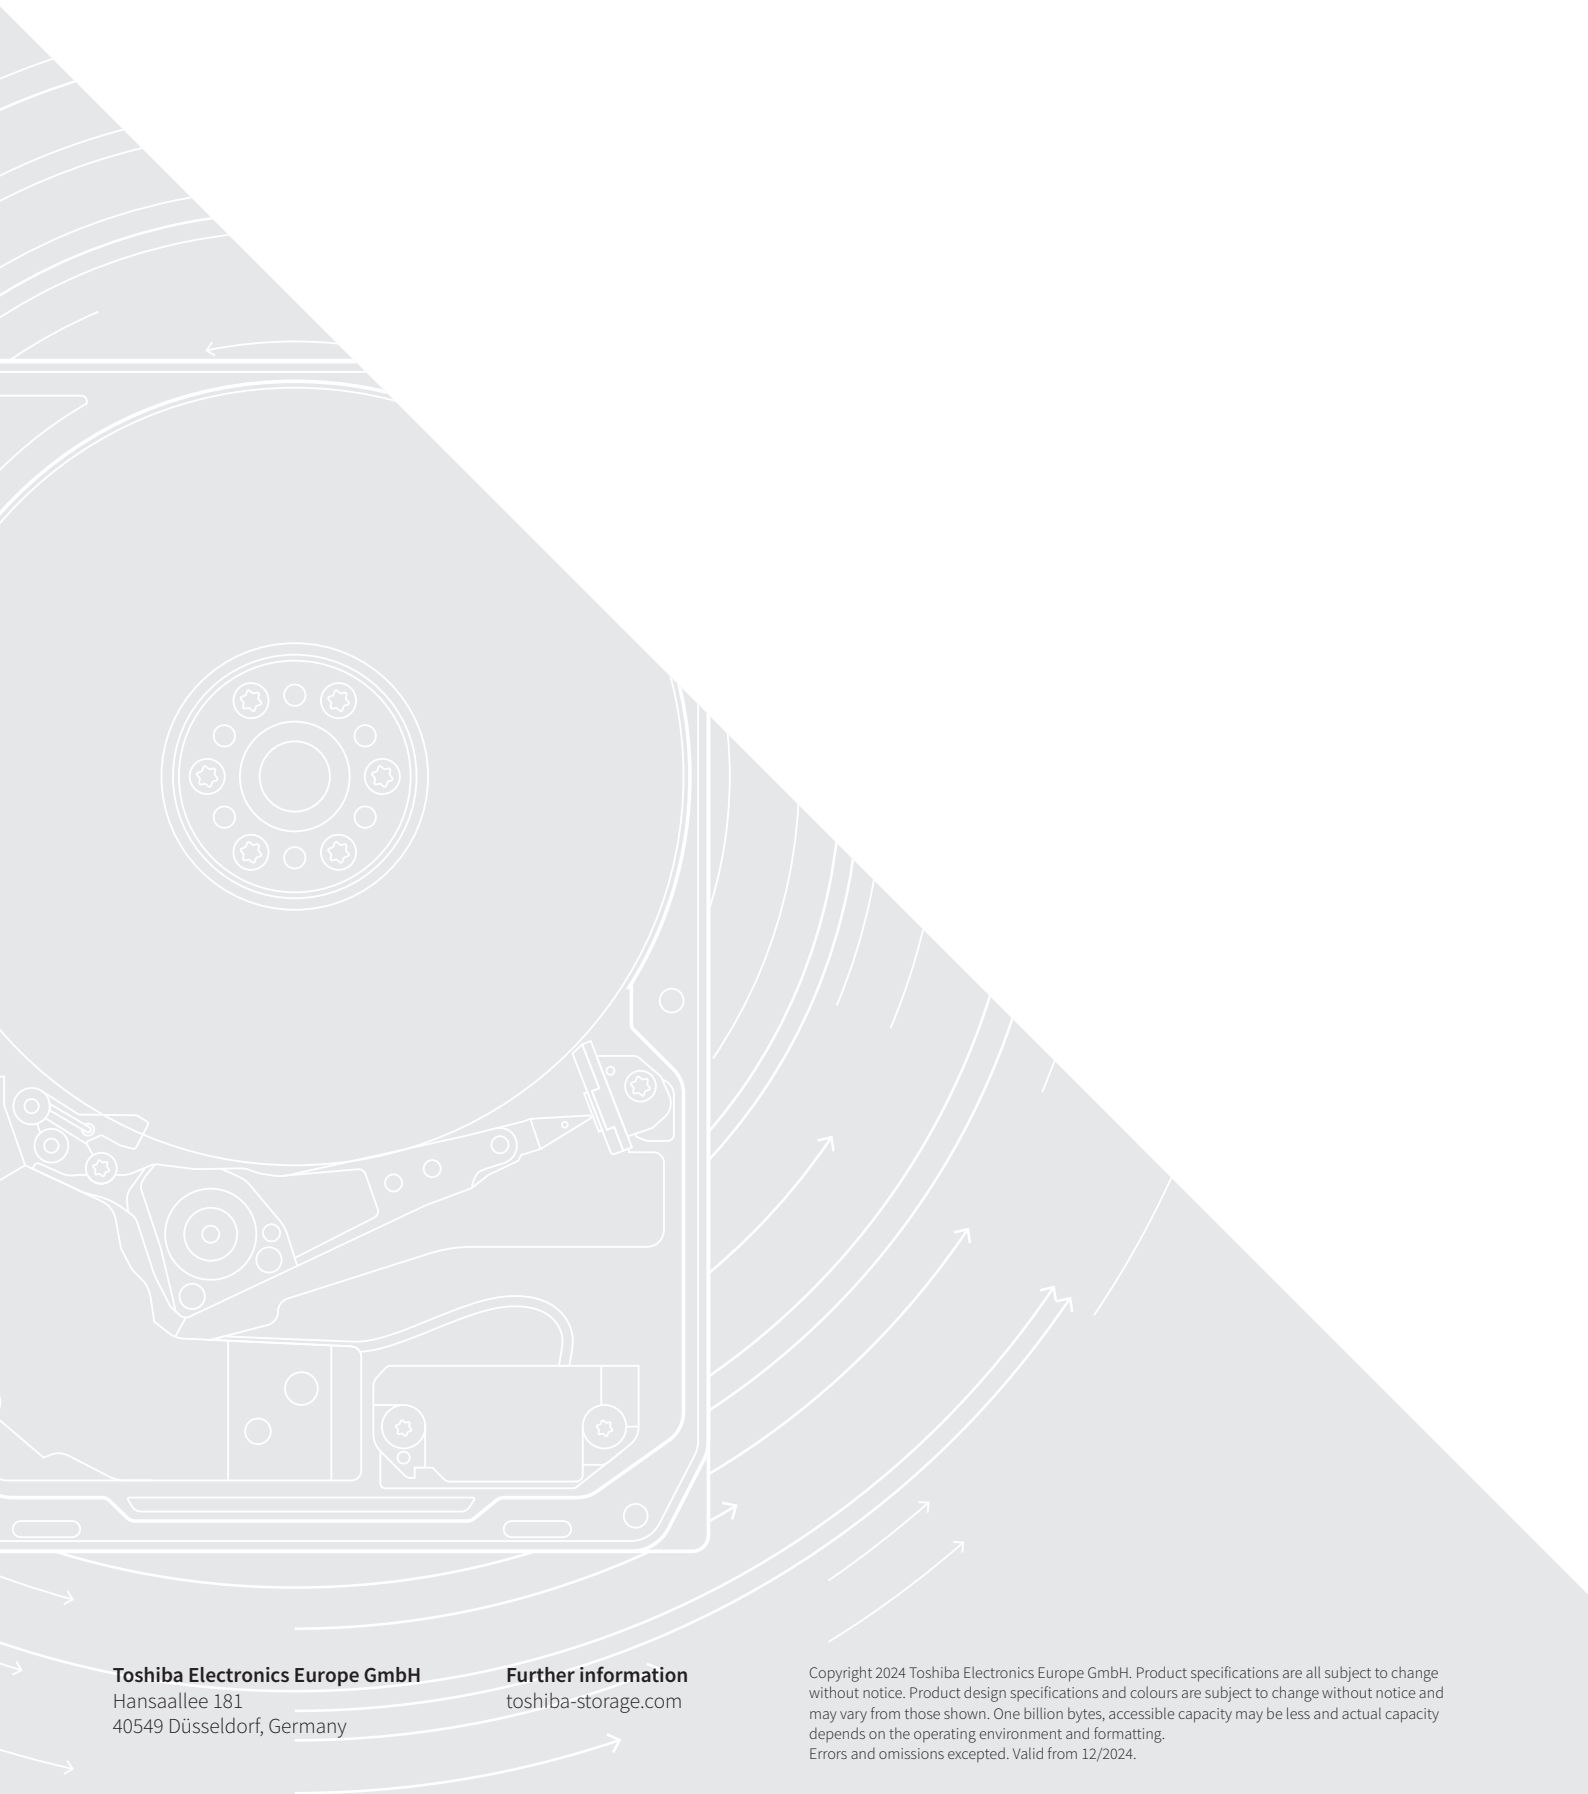 Toshiba Electronics Europe GmbH
Hansaallee 181
40549 Düsseldorf, Germany
Further information
toshiba-storage.com
Copyright 2024 Toshiba Electronics Europe GmbH. Product specifications are all subject to change
without notice. Product design specifications and colours are subject to change without notice and
may vary from those shown. One billion bytes, accessible capacity may be less and actual capacity
depends on the operating environment and formatting.
Errors and omissions excepted. Valid from 12/2024.